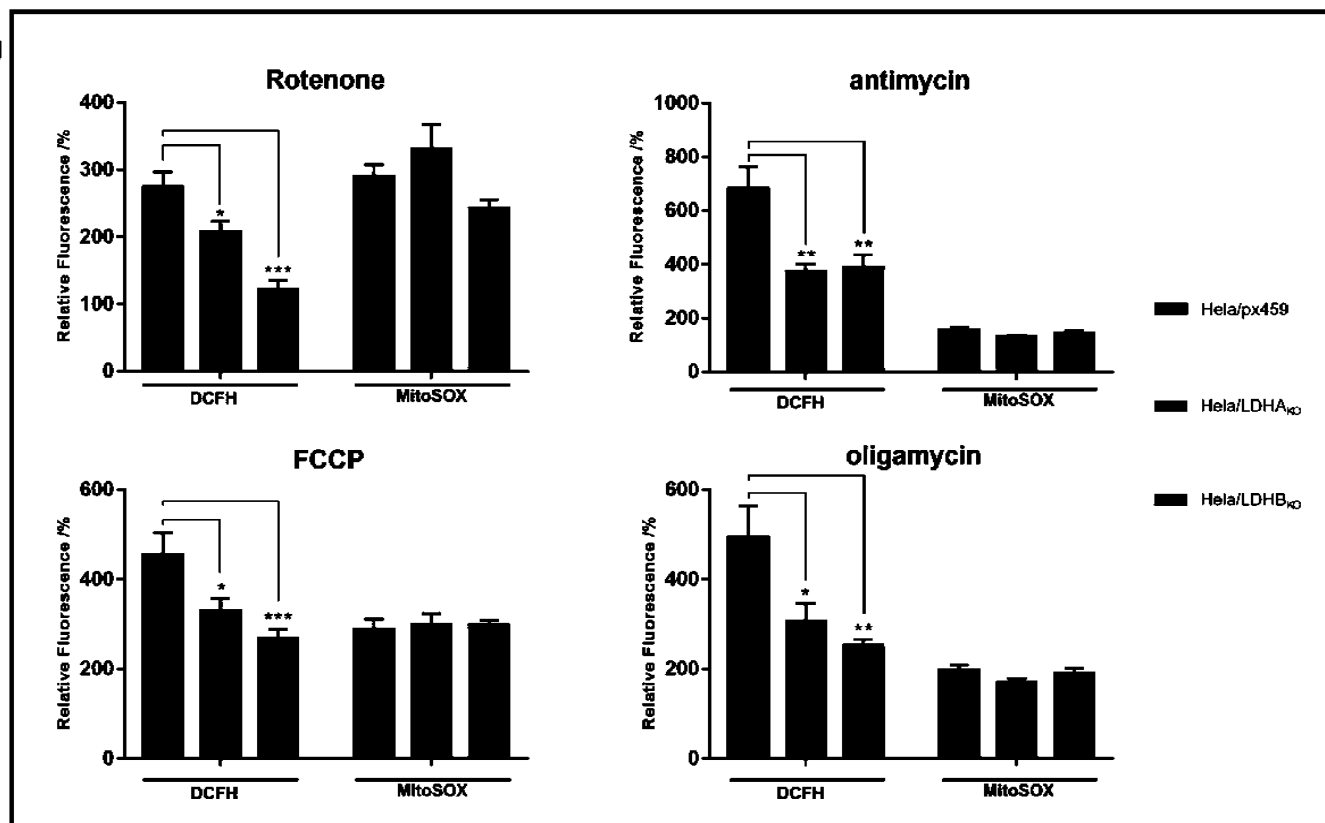 Rotenone
Relative Fluorescence /%
400
300
200
100
0
*
***
DCFH
MitoSOX
antimycin
Relative Fluorescence /%
1000
800
600
400
200
0
**
**
DCFH
MitoSOX
Hela/px459
Hela/LDHAKO
Hela/LDHBKO
FCCP
Relative Fluorescence /%
600
400
200
0
*
***
DCFH
MitoSOX
oligamycin
Relative Fluorescence /%
600
400
200
0
*
**
DCFH
MitoSOX